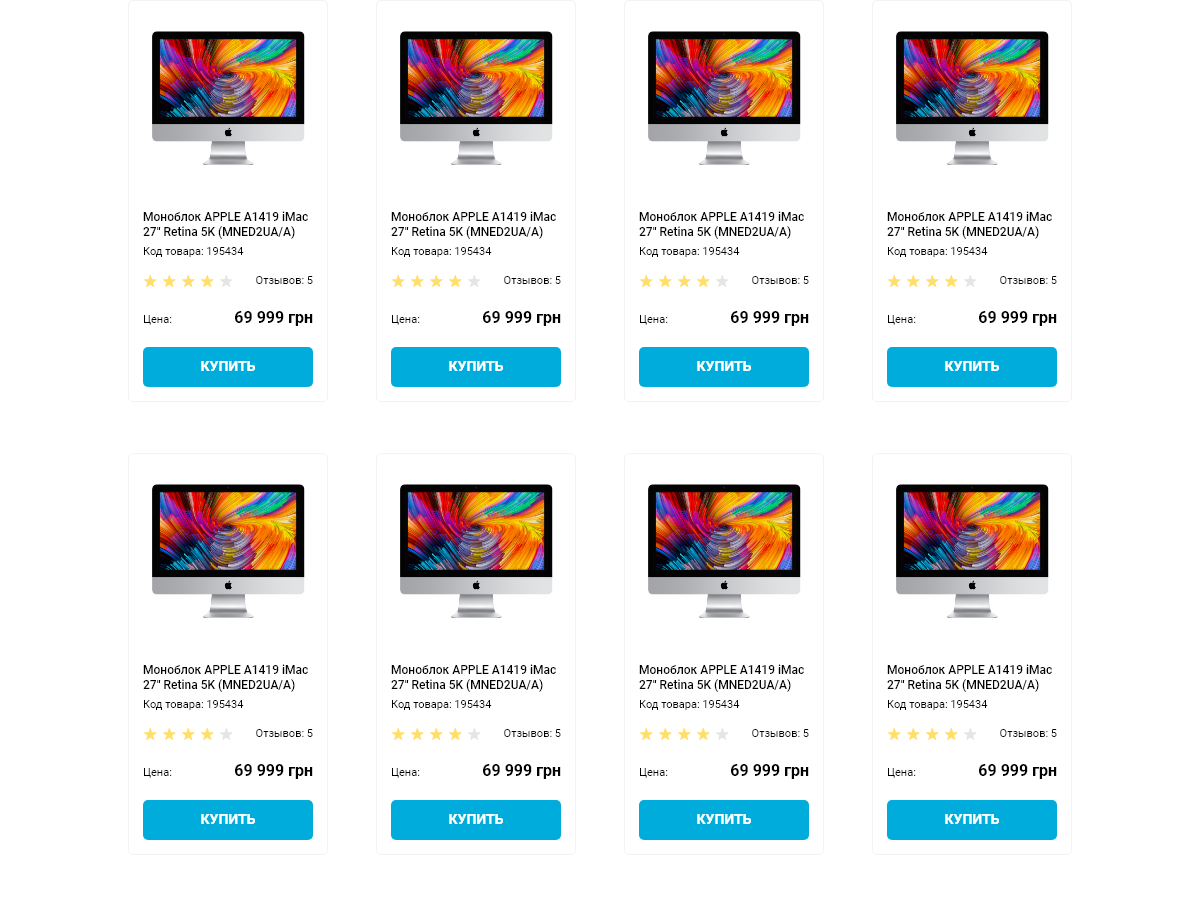 Моноблок APPLE A1419 iMac
27" Retina 5K (MNED2UA/A)
Код товара: 195434
Отзывов: 5
Цена: 69 999 грн
КУПИТЬ
Моноблок APPLE A1419 iMac
27" Retina 5K (MNED2UA/A)
Код товара: 195434
Отзывов: 5
Цена: 69 999 грн
КУПИТЬ
Моноблок APPLE A1419 iMac
27" Retina 5K (MNED2UA/A)
Код товара: 195434
Отзывов: 5
Цена: 69 999 грн
КУПИТЬ
Моноблок APPLE A1419 iMac
27" Retina 5K (MNED2UA/A)
Код товара: 195434
Отзывов: 5
Цена: 69 999 грн
КУПИТЬ
Моноблок APPLE A1419 iMac
27" Retina 5K (MNED2UA/A)
Код товара: 195434
Отзывов: 5
Цена: 69 999 грн
КУПИТЬ
Моноблок APPLE A1419 iMac
27" Retina 5K (MNED2UA/A)
Код товара: 195434
Отзывов: 5
Цена: 69 999 грн
КУПИТЬ
Моноблок APPLE A1419 iMac
27" Retina 5K (MNED2UA/A)
Код товара: 195434
Отзывов: 5
Цена: 69 999 грн
КУПИТЬ
Моноблок APPLE A1419 iMac
27" Retina 5K (MNED2UA/A)
Код товара: 195434
Отзывов: 5
Цена: 69 999 грн
КУПИТЬ